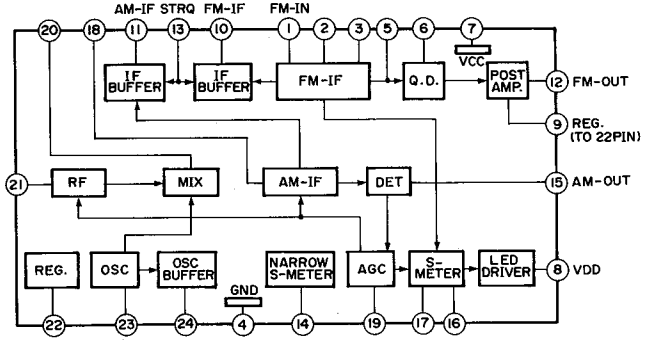 AM-IF STRQ FM-IF FM-IN
20 18 11 13 10 1 2 3 5 6 7
VCC
IF BUFFER
IF BUFFER
FM-IF
Q.D.
POST AMP.
12 FM-OUT
9 REG.
(TO 22PIN)
21
RF
MIX
AM-IF
DET
15 AM-OUT
REG.
OSC
OSC BUFFER
GND
NARROW S-METER
AGC
S-METER
LED DRIVER
8 VDD
22 23 24 4 14 19 17 16